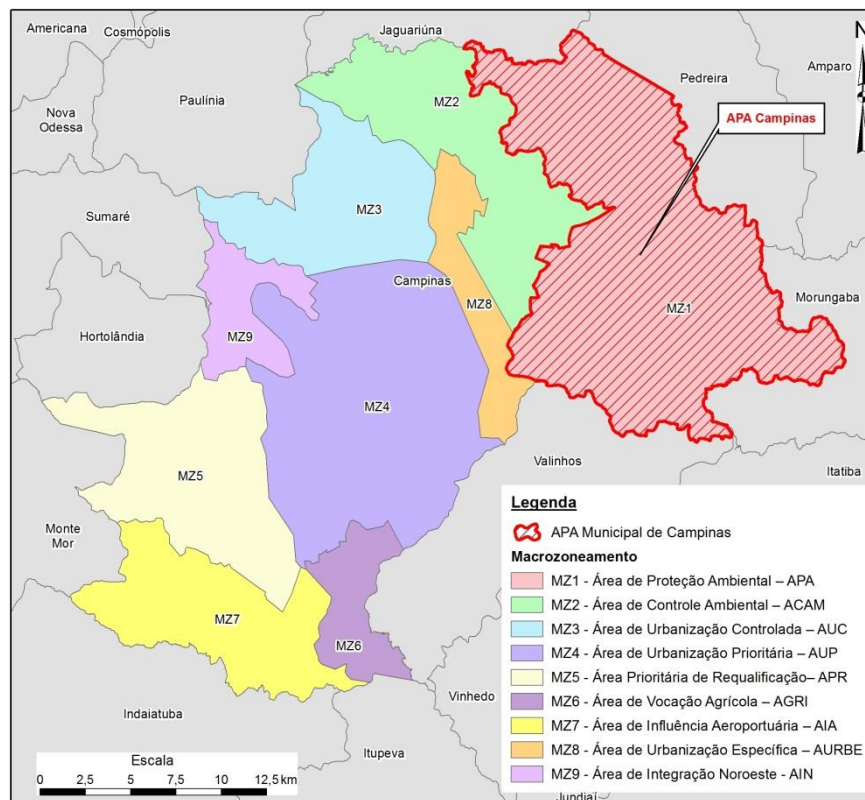 Americana
Cosmópolis
Jaguariúna
N
Amparo
Pedreira
Paulínia
Nova
Odessa
MZ2
APA Campinas
Sumaré
MZ3
Campinas
MZ8
MZ1
Morungaba
Hortolândia
MZ9
MZ4
Valinhos
Itatiba
MZ5
Monte
Mor
MZ7
MZ6
Vinhedo
Indaiatuba
Itupeva
Jundiaí
Legenda
APA Municipal de Campinas
Macrozoneamento
MZ1 - Área de Proteção Ambiental – APA
MZ2 - Área de Controle Ambiental – ACAM
MZ3 - Área de Urbanização Controlada – AUC
MZ4 - Área de Urbanização Prioritária – AUP
MZ5 - Área Prioritária de Requalificação– APR
MZ6 - Área de Vocação Agrícola – AGRI
MZ7 - Área de Influência Aeroportuária – AIA
MZ8 - Área de Urbanização Específica – AURBE
MZ9 - Área de Integração Noroeste - AIN
Escala
0 2,5 5 7,5 10 12,5 km